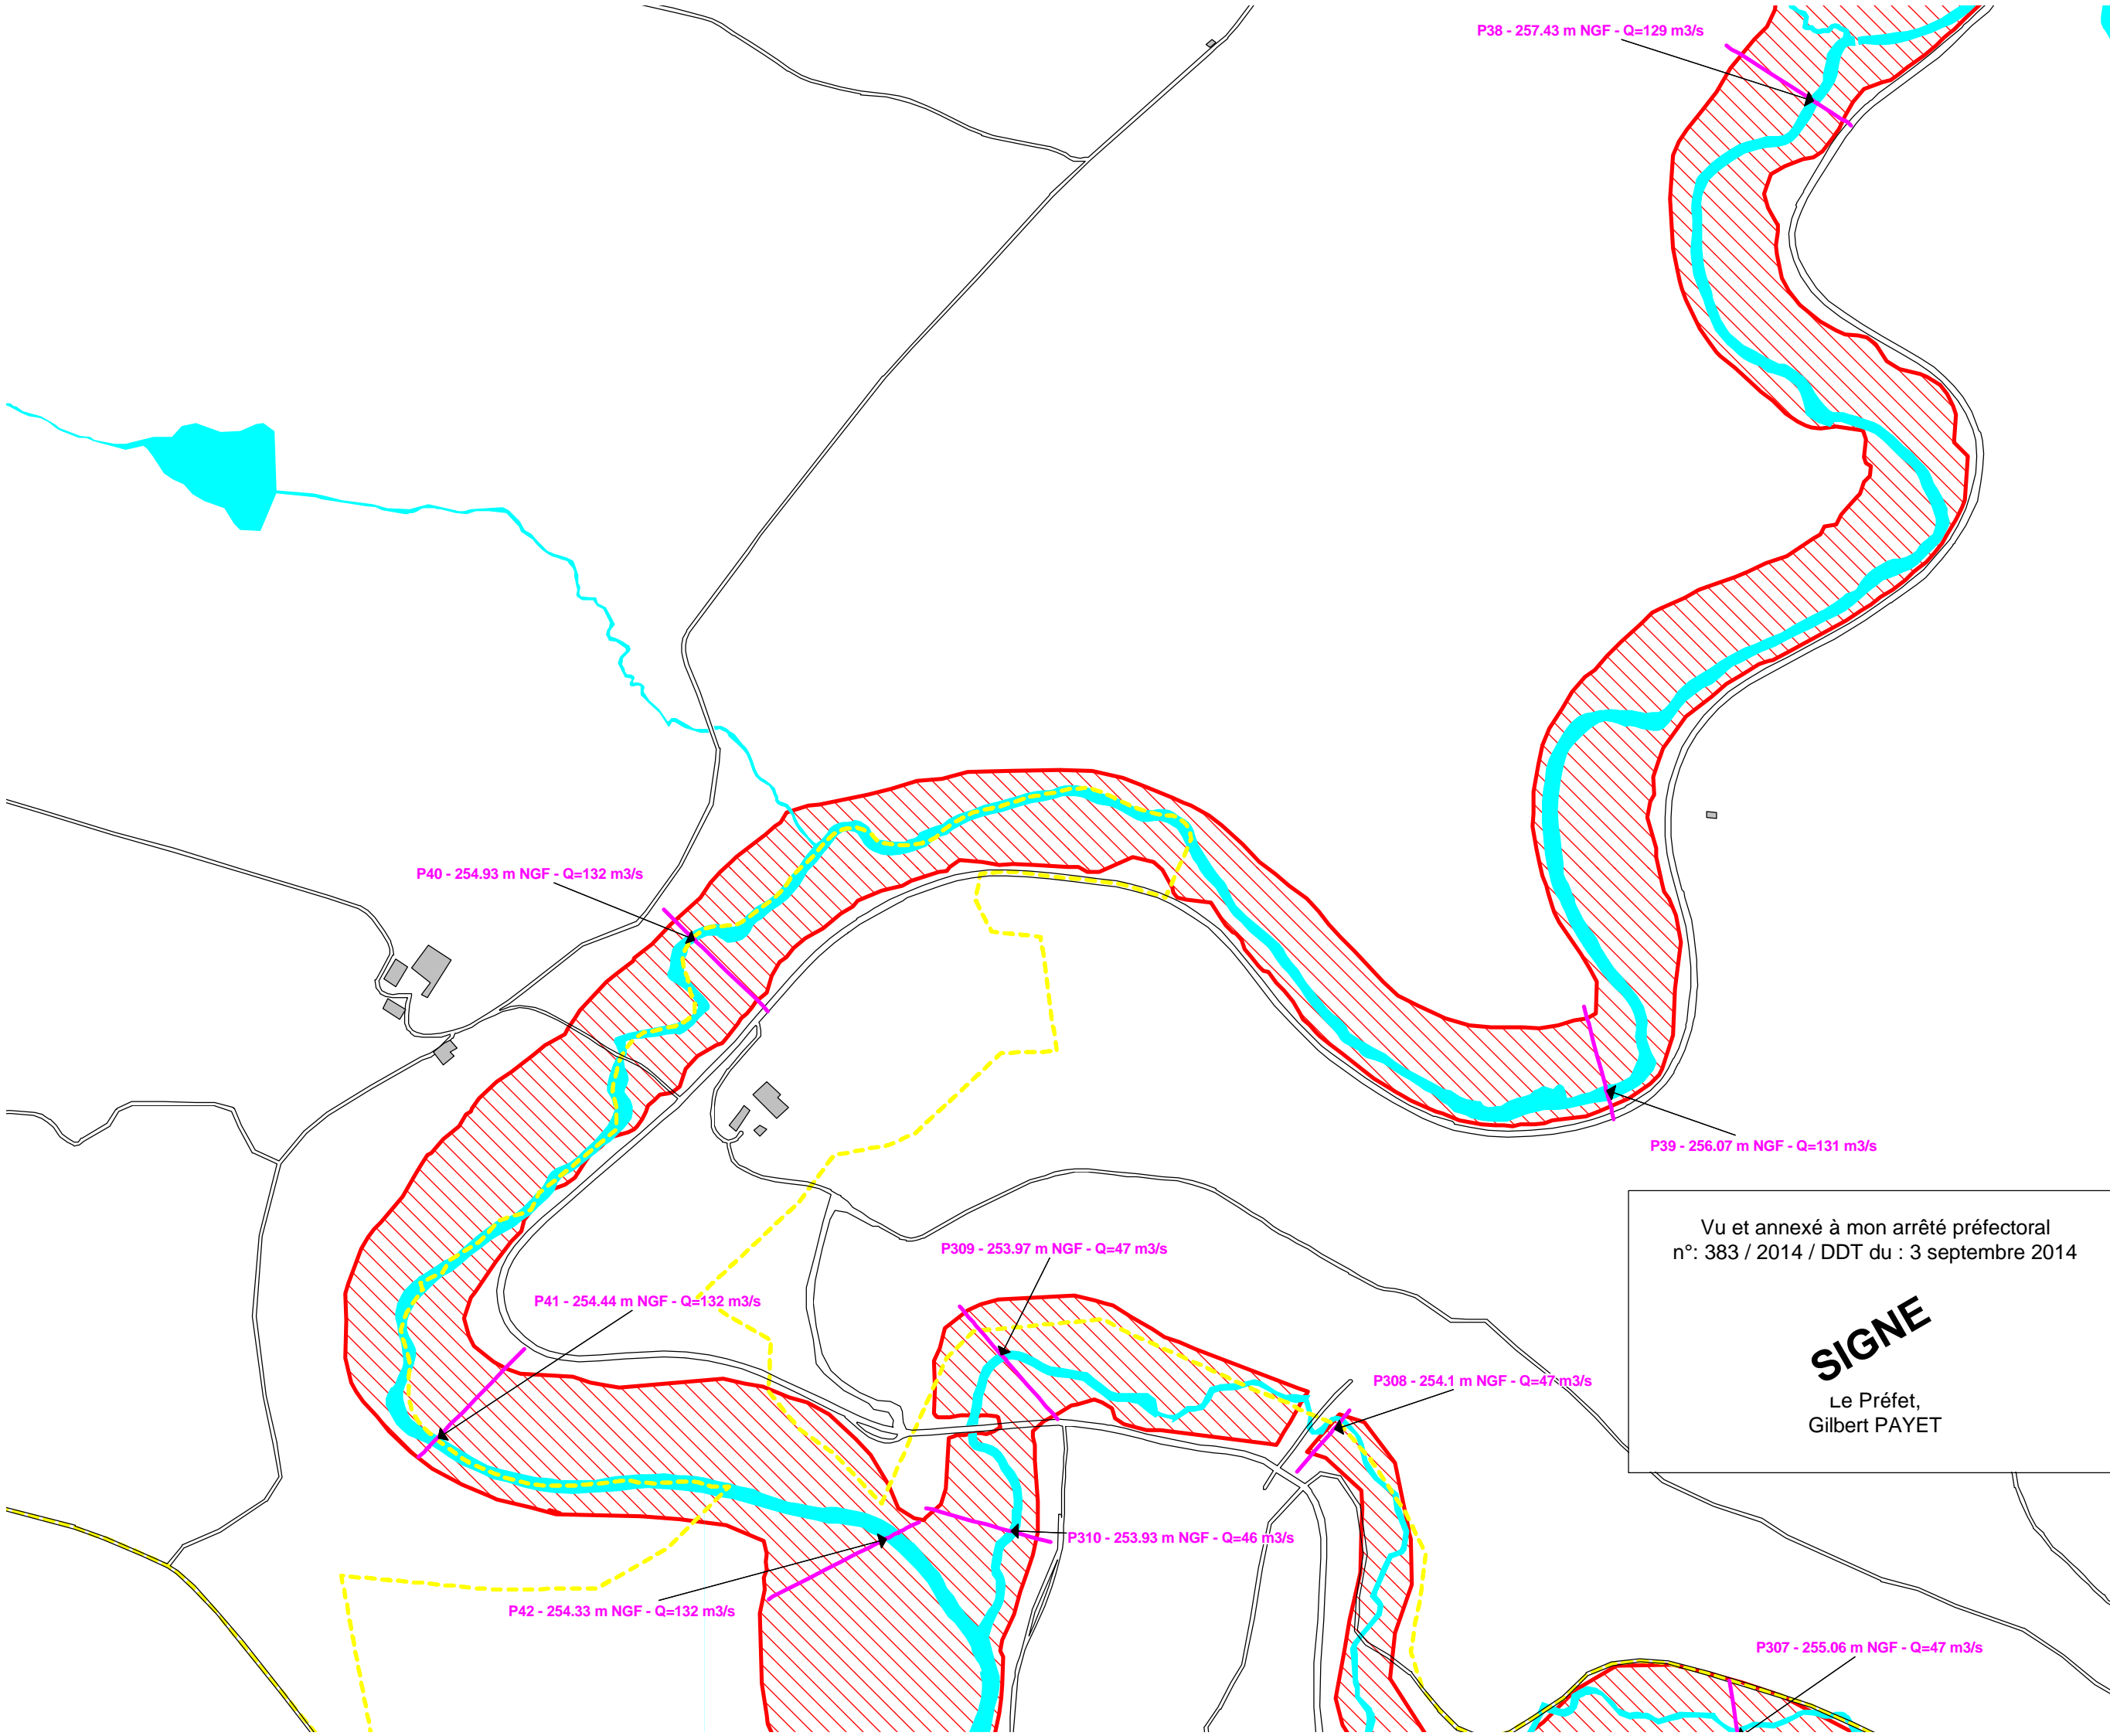 P38 - 257.43 m NGF - Q=129 m3/s
P40 - 254.93 m NGF - Q=132 m3/s
P39 - 256.07 m NGF - Q=131 m3/s
Vu et annexé à mon arrêté préfectoral
n°: 383 / 2014 / DDT du : 3 septembre 2014
SIGNE
Le Préfet,
Gilbert PAYET
P309 - 253.97 m NGF - Q=47 m3/s
P41 - 254.44 m NGF - Q=132 m3/s
P308 - 254.1 m NGF - Q=47 m3/s
P310 - 253.93 m NGF - Q=46 m3/s
P42 - 254.33 m NGF - Q=132 m3/s
P307 - 255.06 m NGF - Q=47 m3/s